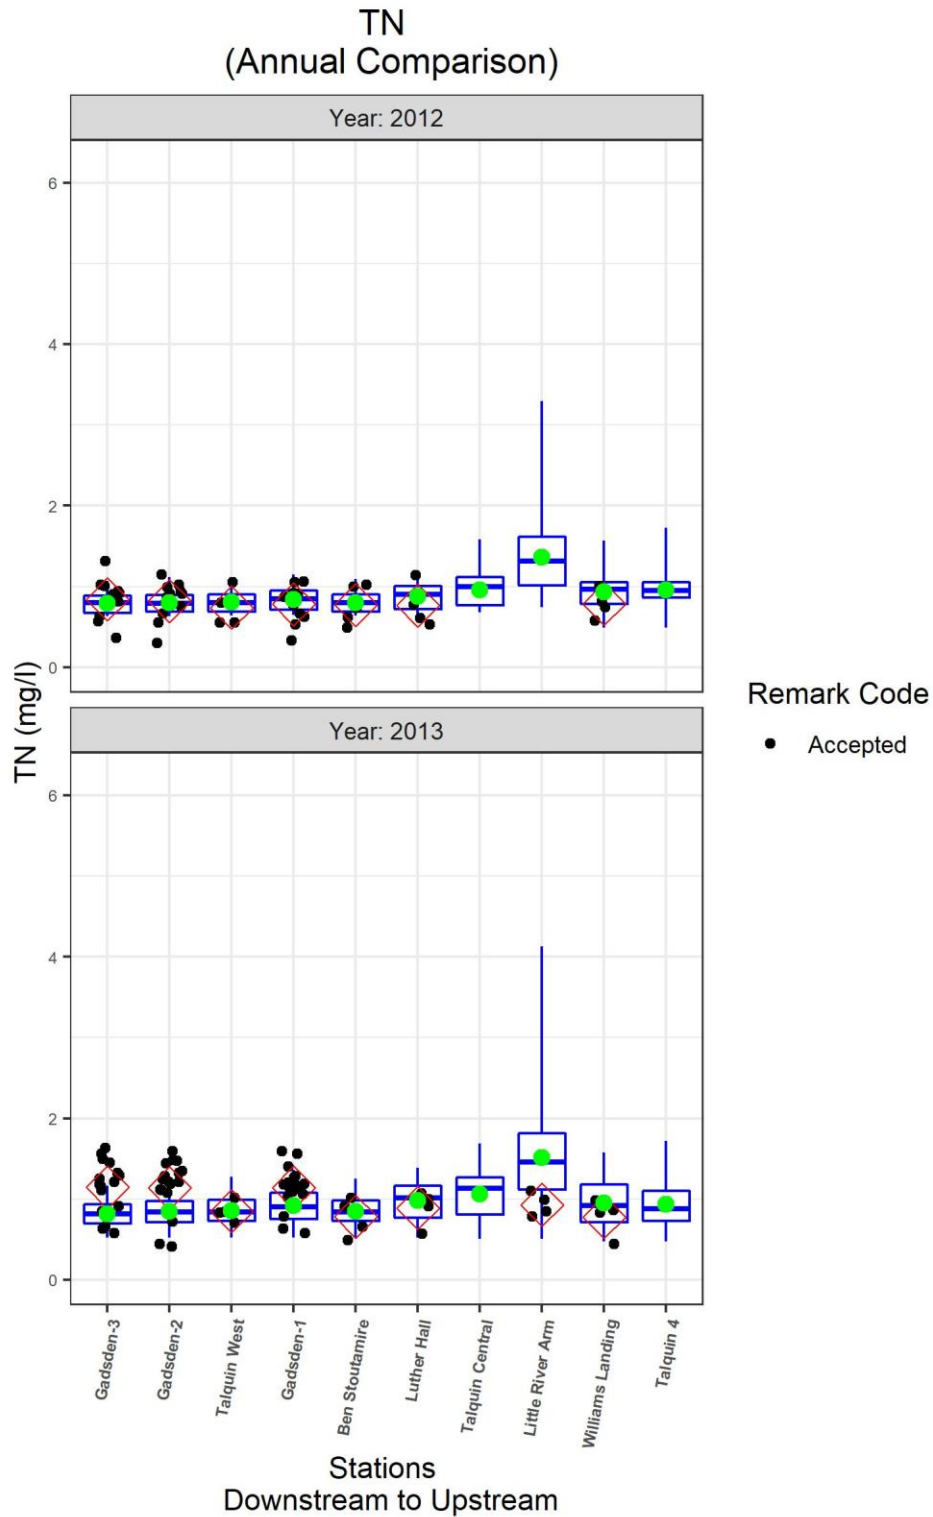 TN
(Annual Comparison)
Year: 2012
6
4
2
0
TN (mg/l)
Year: 2013
6
4
2
0
Remark Code
Accepted
Gadsden-3
Gadsden-2
Talquin West
Gadsden-1
Ben Stoutamire
Luther Hall
Talquin Central
Little River Arm
Williams Landing
Talquin 4
Stations
Downstream to Upstream